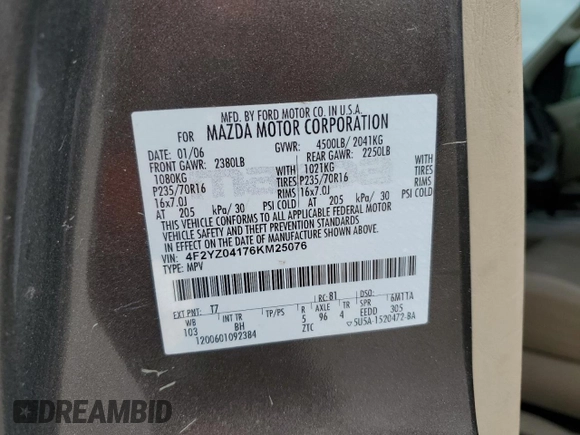 MFD. BY FORD MOTOR CO. IN U.S.A.
FOR MAZDA MOTOR CORPORATION
DATE: 01/06 GVWR: 4500LB/ 2041KG
FRONT GAWR: 2380LB REAR GAWR: 2250LB
1080KG WITH 1021KG WITH
P235/70R16 TIRES P235/70R16 TIRES
16x7.0J RIMS 16x7.0J RIMS
AT 205 kPa/ 30 PSI COLD AT 205 kPa/ 30 PSI COLD
THIS VEHICLE CONFORMS TO ALL APPLICABLE FEDERAL MOTOR
VEHICLE SAFETY AND THEFT PREVENTION STANDARDS
IN EFFECT ON THE DATE OF MANUFACTURE SHOWN ABOVE.
VIN: 4F2YZ04176KM25076
TYPE: MPV
EXT PNT: T7 RC: 81 DSO:
WB INT TR TP/PS R AXLE TR SPR 6MTTA
103 BH 5 96 4 EEDD 305
1200601092384 ZTC 5U5A-1520472-BA
DREAMBID